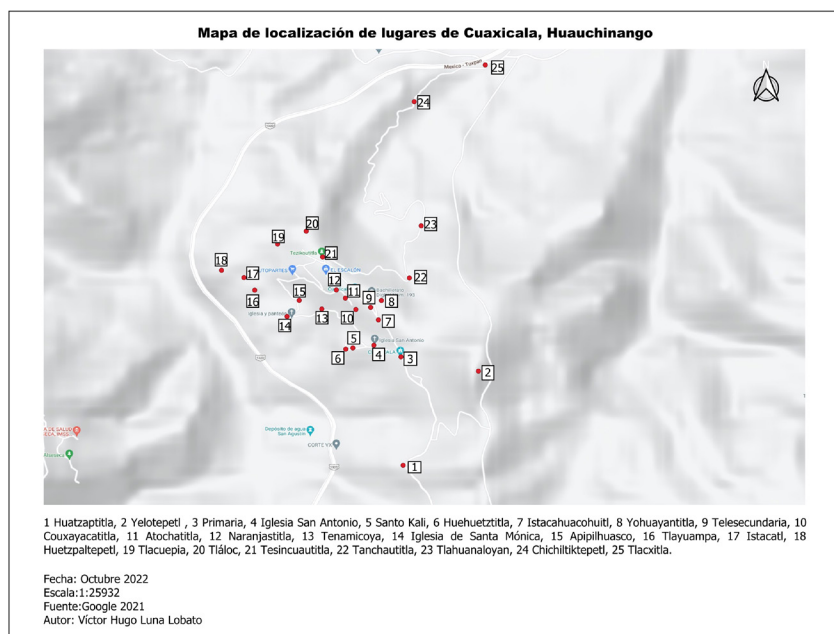 Mapa de localización de lugares de Cuaxicala, Huauchinango
México - Tuxpan
N
25
24
23
20
19
21
18
17
22
16
15
12
11
9
8
14
13
10
7
5
6
4
3
2
1
Iglesia y panteón
Iglesia San Antonio
Depósito de agua
San Agustín
1 Huatzaptitla, 2 Yelotepetl , 3 Primaria, 4 Iglesia San Antonio, 5 Santo Kali, 6 Huehuetztitla, 7 Istacahuacohuitl, 8 Yohuayantitla, 9 Telesecundaria, 10
Couxayacatitla, 11 Atochatitla, 12 Naranjastitla, 13 Tenamicoya, 14 Iglesia de Santa Mónica, 15 Apipilhuasco, 16 Tlayuampa, 17 Istacatl, 18
Huetzpaltepetl, 19 Tlacuepia, 20 Tláloc, 21 Tesincuautitla, 22 Tanchautitla, 23 Tlahuanaloyan, 24 Chichiltiktepetl, 25 Tlacxitla.
Fecha: Octubre 2022
Escala:1:25932
Fuente:Google 2021
Autor: Víctor Hugo Luna Lobato